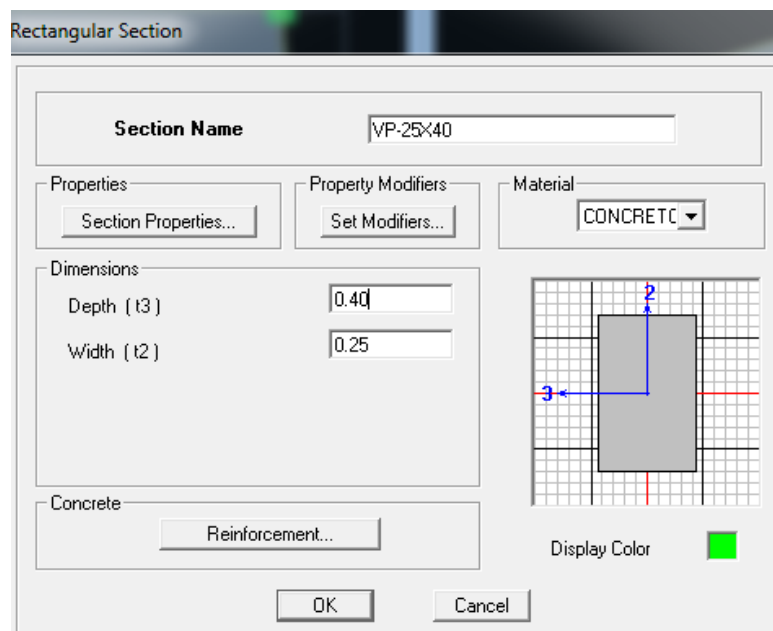 Rectangular Section
Section Name
VP-25X40
Properties
Section Properties...
Property Modifiers
Set Modifiers...
Material
CONCRETC
Dimensions
Depth ( t3 )
0.40
Width ( t2 )
0.25
2
3
Concrete
Reinforcement...
Display Color
OK
Cancel